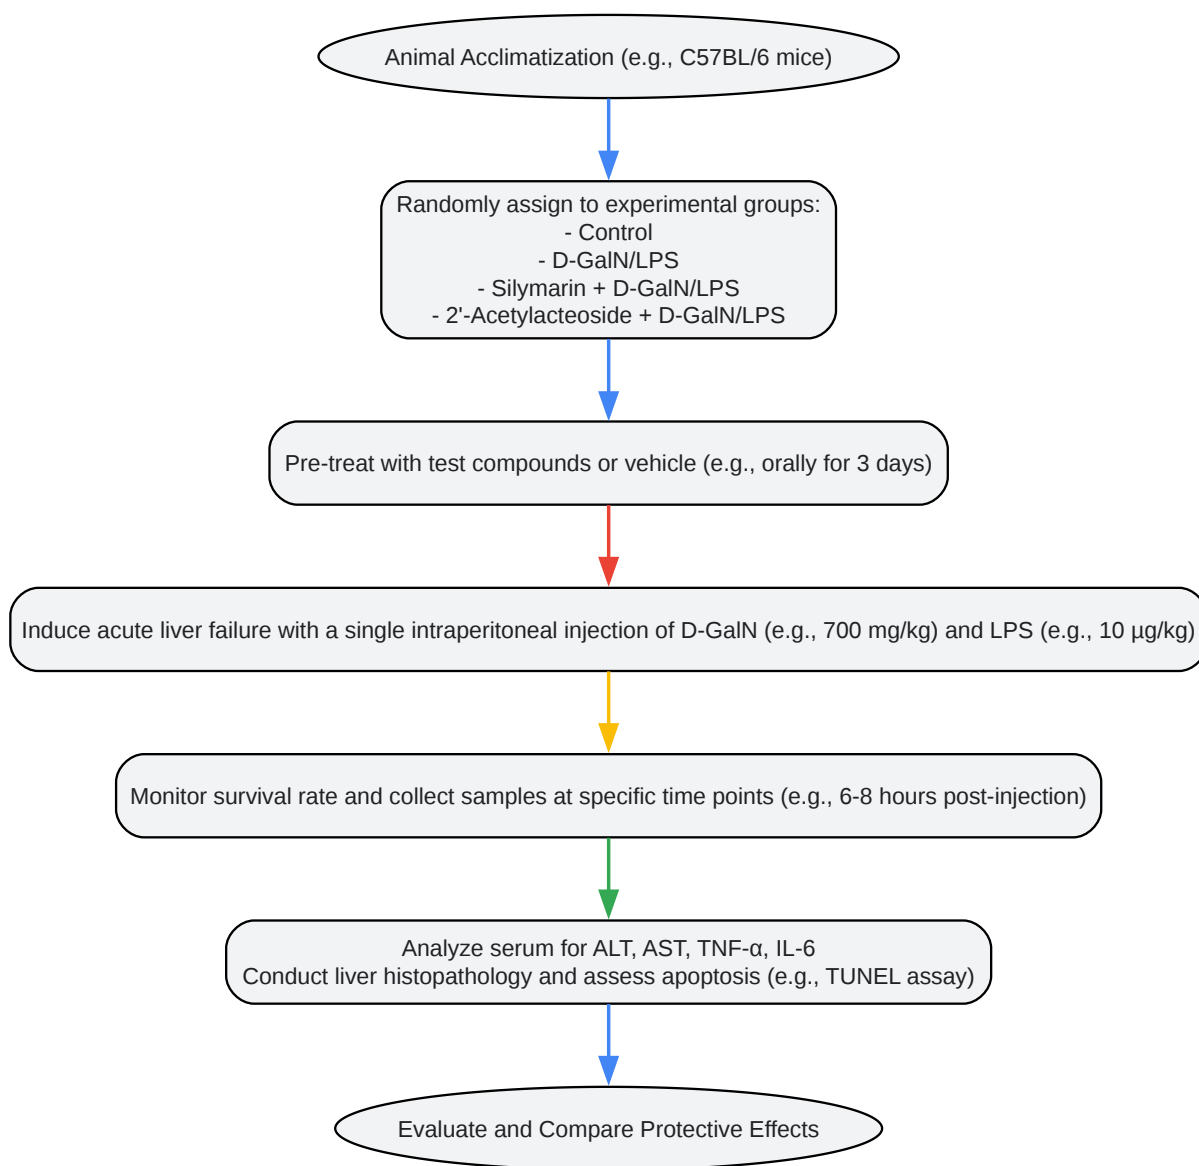 Animal Acclimatization (e.g., C57BL/6 mice)
Randomly assign to experimental groups:
- Control
- D-GalN/LPS
- Silymarin + D-GalN/LPS
- 2'-Acetylacteoside + D-GalN/LPS
Pre-treat with test compounds or vehicle (e.g., orally for 3 days)
Induce acute liver failure with a single intraperitoneal injection of D-GalN (e.g., 700 mg/kg) and LPS (e.g., 10 µg/kg)
Monitor survival rate and collect samples at specific time points (e.g., 6-8 hours post-injection)
Analyze serum for ALT, AST, TNF-α, IL-6
Conduct liver histopathology and assess apoptosis (e.g., TUNEL assay)
Evaluate and Compare Protective Effects